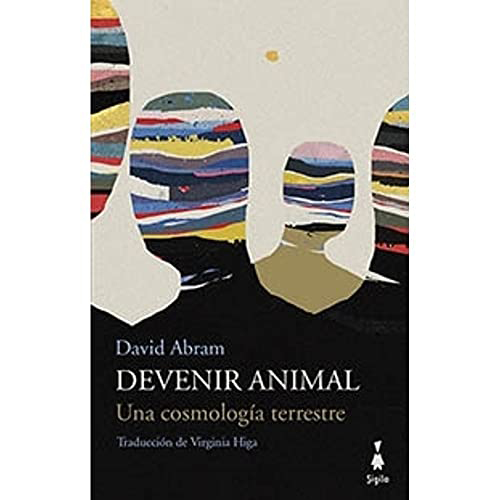 David Abram
DEVENIR ANIMAL
Una cosmología terrestre
Traducción de Virginia Higa
Sigilo